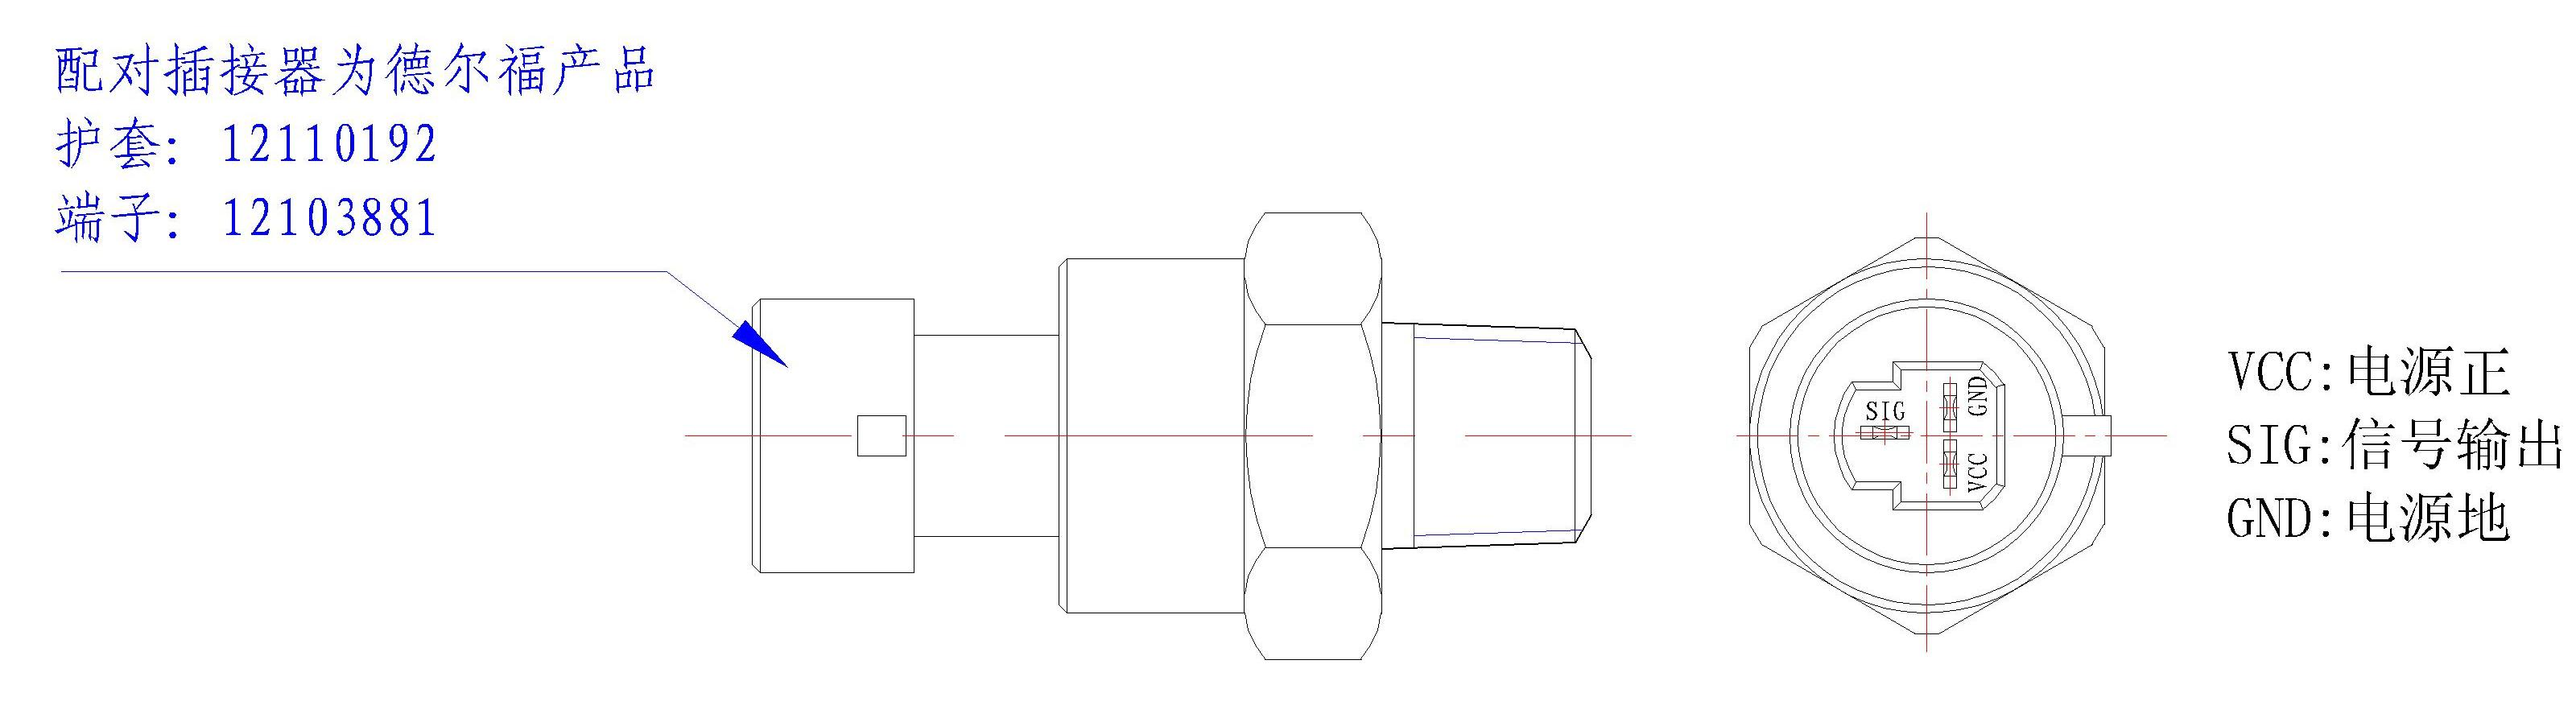 配对插接器为德尔福产品
护套: 12110192
端子: 12103881
SIG
GND
VCC
VCC:电源正
SIG:信号输出
GND:电源地